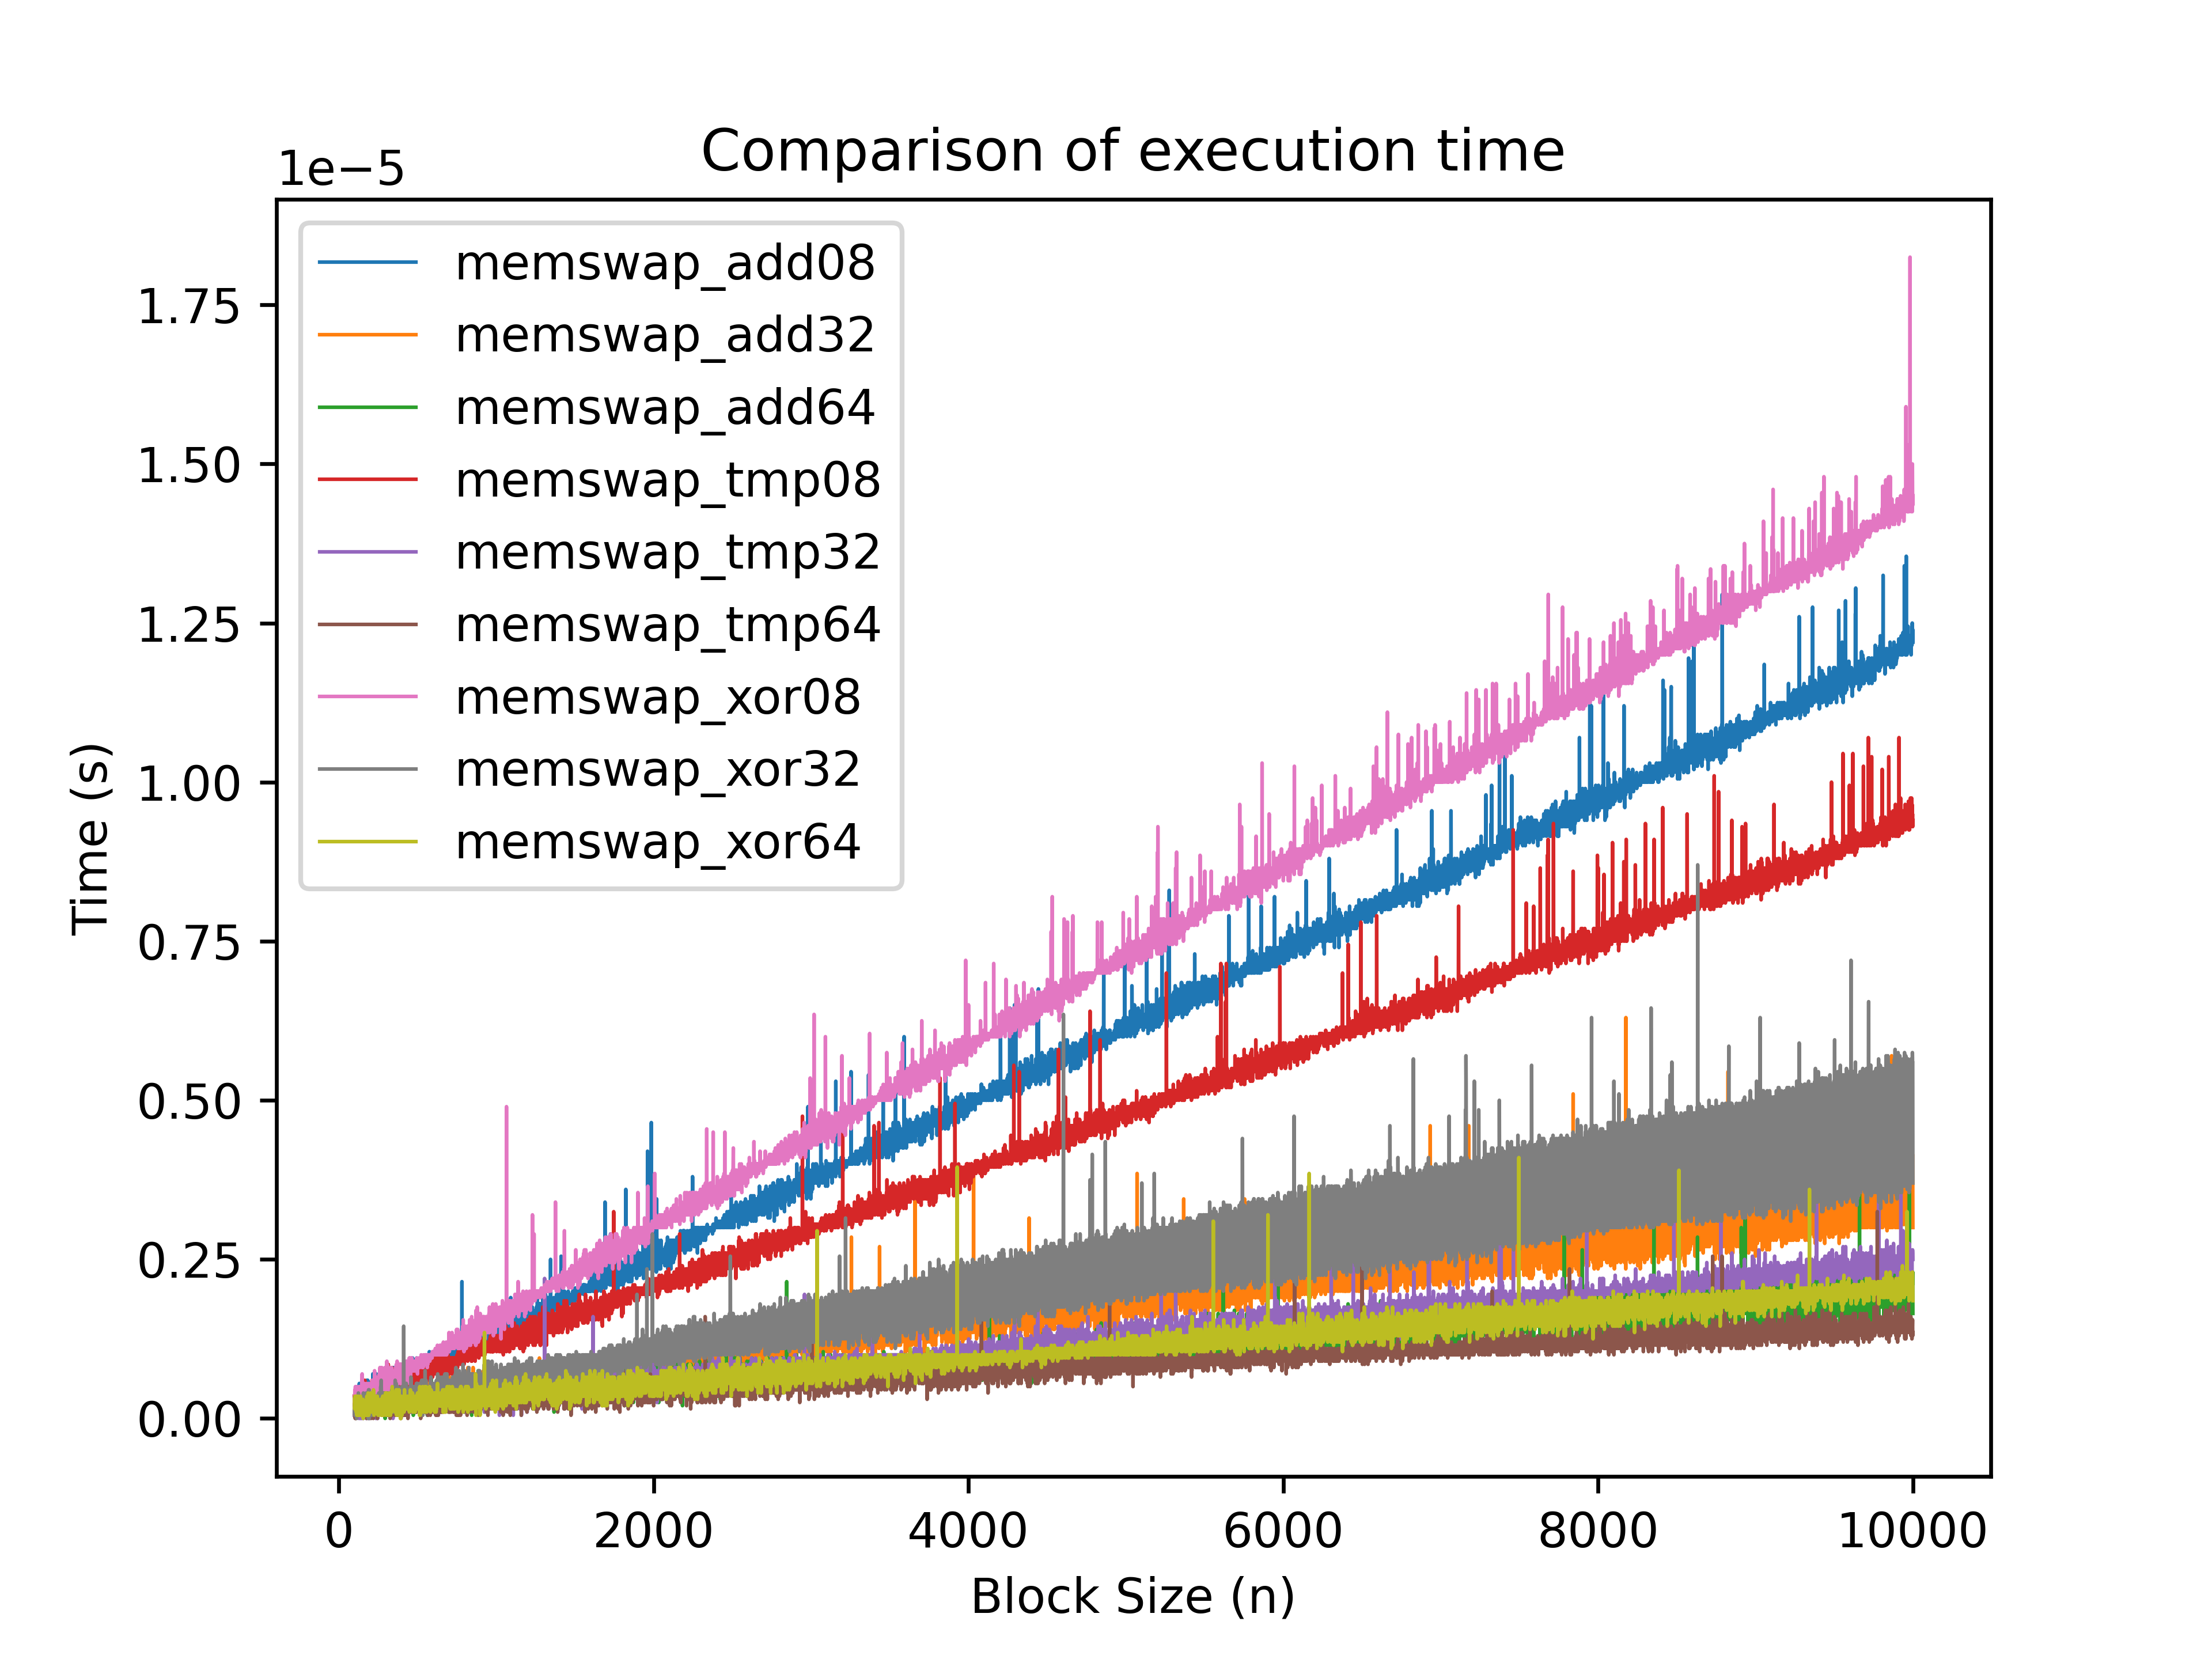 Comparison of execution time
1e−5
memswap_add08
memswap_add32
memswap_add64
memswap_tmp08
memswap_tmp32
memswap_tmp64
memswap_xor08
memswap_xor32
memswap_xor64
1.75
1.50
1.25
1.00
0.75
0.50
0.25
0.00
Time (s)
0 2000 4000 6000 8000 10000
Block Size (n)